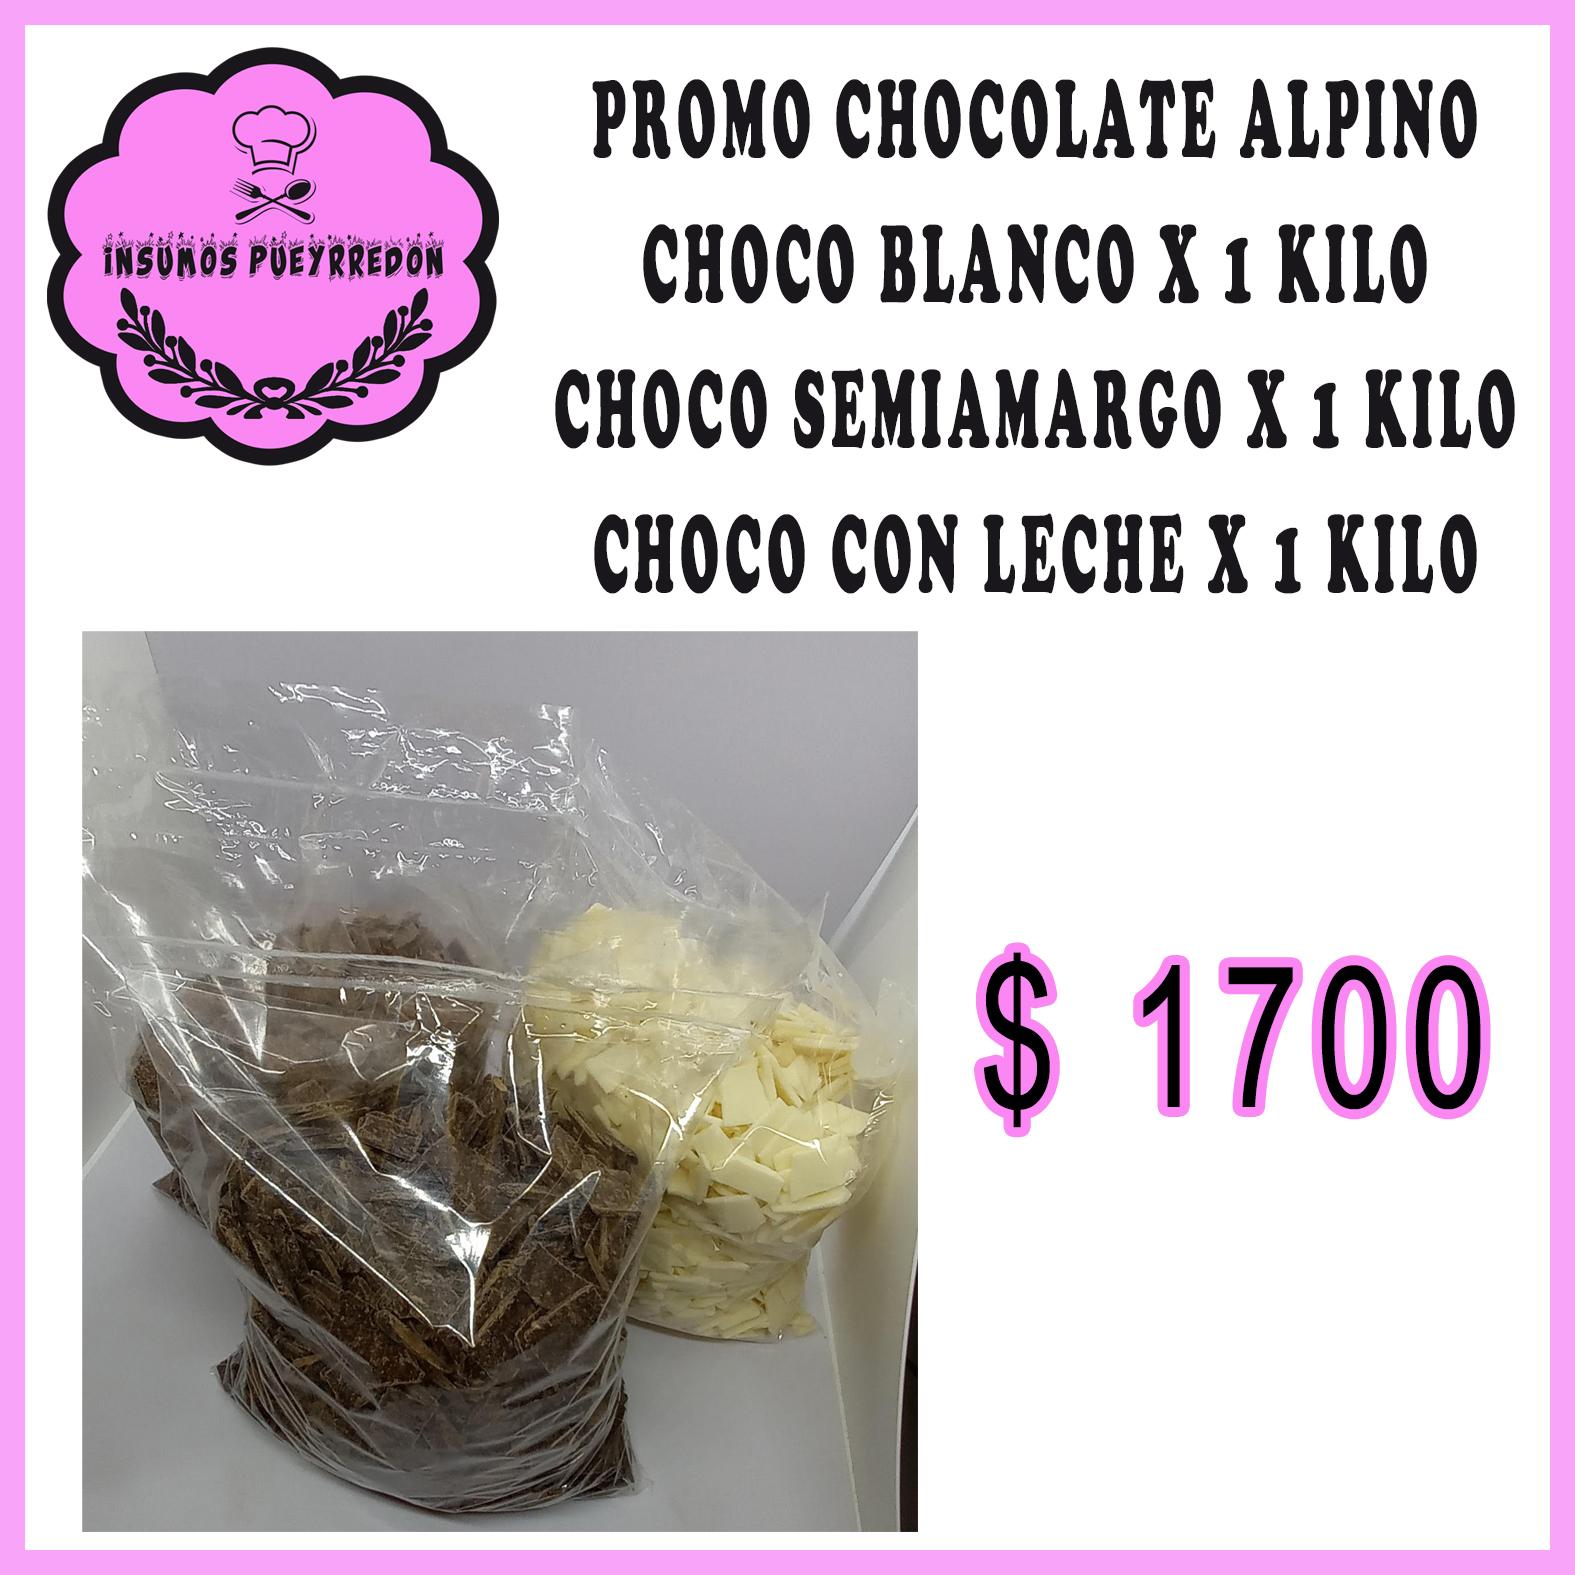 INSUMOS PUEYRREDON
PROMO CHOCOLATE ALPINO
CHOCO BLANCO X 1 KILO
CHOCO SEMIAMARGO X 1 KILO
CHOCO CON LECHE X 1 KILO
$ 1700